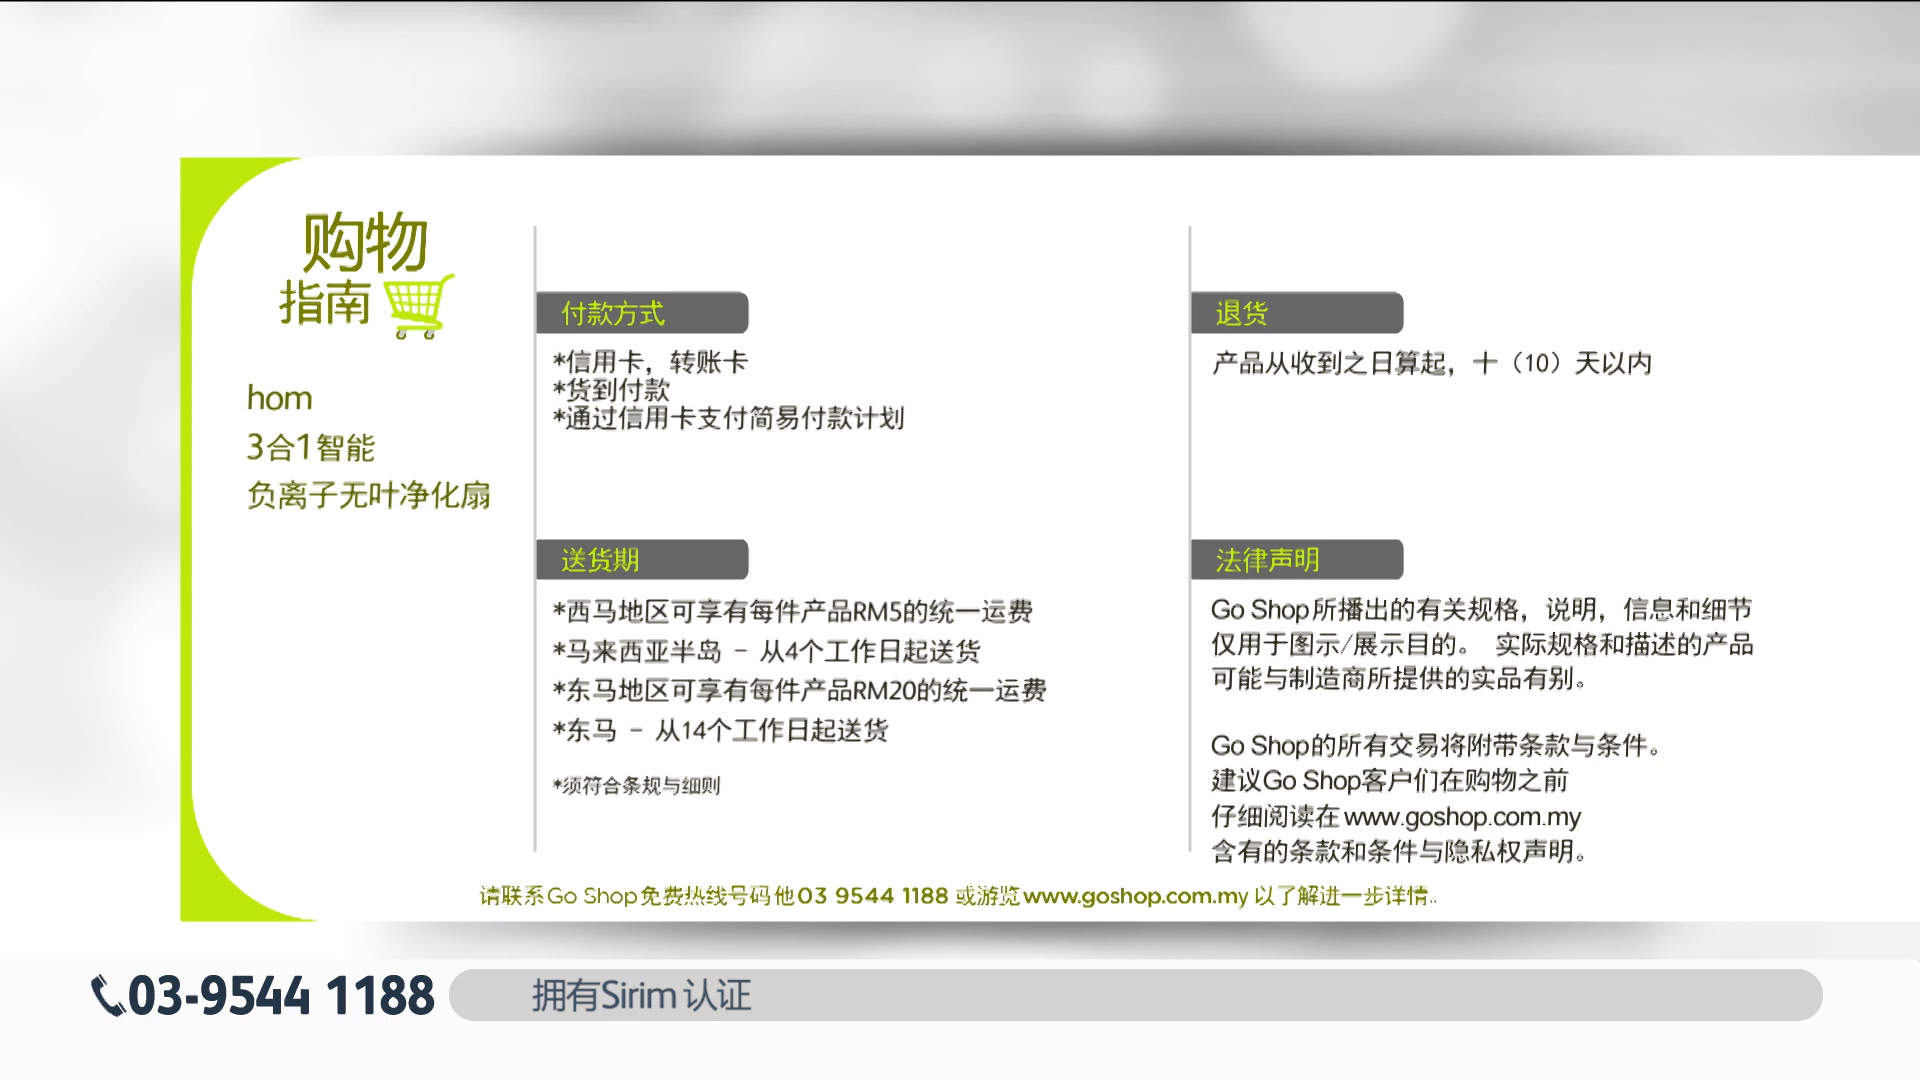 购物
指南
hom
3合1智能
负离子无叶净化扇
付款方式
*信用卡，转账卡
*货到付款
*通过信用卡支付简易付款计划
送货期
*西马地区可享有每件产品RM5的统一运费
*马来西亚半岛 - 从4个工作日起送货
*东马地区可享有每件产品RM20的统一运费
*东马 - 从14个工作日起送货
*须符合条规与细则
退货
产品从收到之日算起，十（10）天以内
法律声明
Go Shop所播出的有关规格，说明，信息和细节
仅用于图示/展示目的。 实际规格和描述的产品
可能与制造商所提供的实品有别。
Go Shop的所有交易将附带条款与条件。
建议Go Shop客户们在购物之前
仔细阅读在www.goshop.com.my
含有的条款和条件与隐私权声明。
请联系Go Shop免费热线号码他03 9544 1188 或游览www.goshop.com.my 以了解进一步详情..
03-9544 1188
拥有Sirim 认证